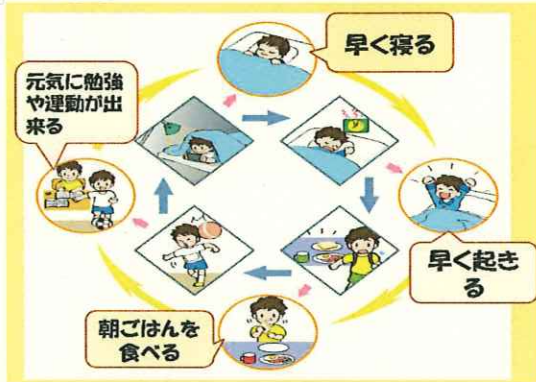 早く寝る
元気に勉強
や運動が出
来る
早く起き
る
朝ごはんを
食べる